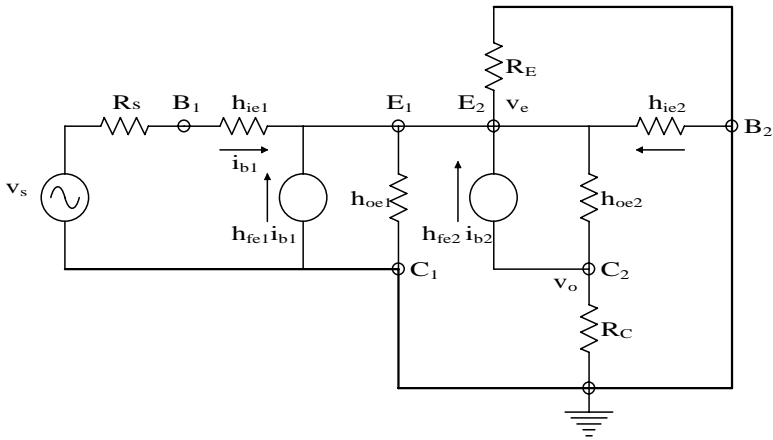 R_E
Rs B_1 h_ie1 E_1 E_2 v_e h_ie2
B_2
i_b1
v_s
h_oe1 h_oe2
h_fe1 i_b1 h_fe2 i_b2
C_1 v_o C_2
R_C